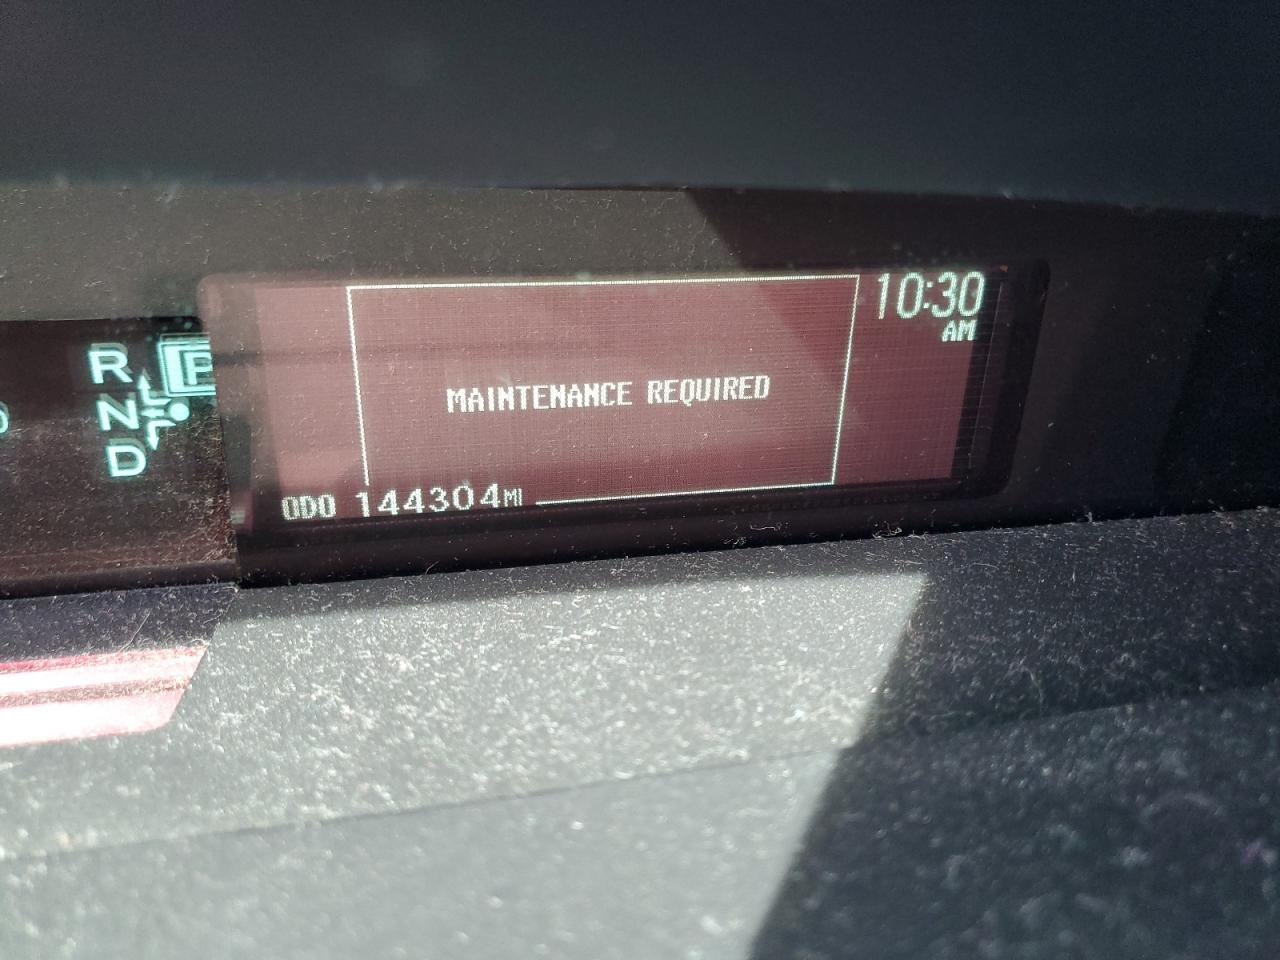 10:30
AM
R P
N
D
MAINTENANCE REQUIRED
ODO 144304MI